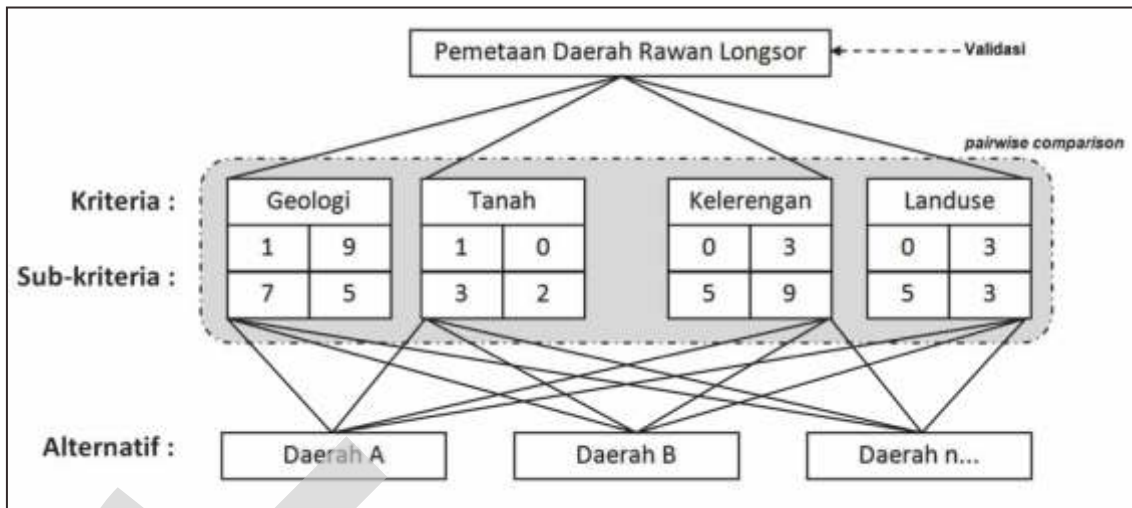 Pemetaan Daerah Rawan Longsor
Validasi
pairwise comparison
Kriteria :
Geologi
Tanah
Kelerengan
Landuse
1 9 1 0 0 3 0 3
Sub-kriteria :
7 5 3 2 5 9 5 3
Alternatif :
Daerah A
Daerah B
Daerah n...